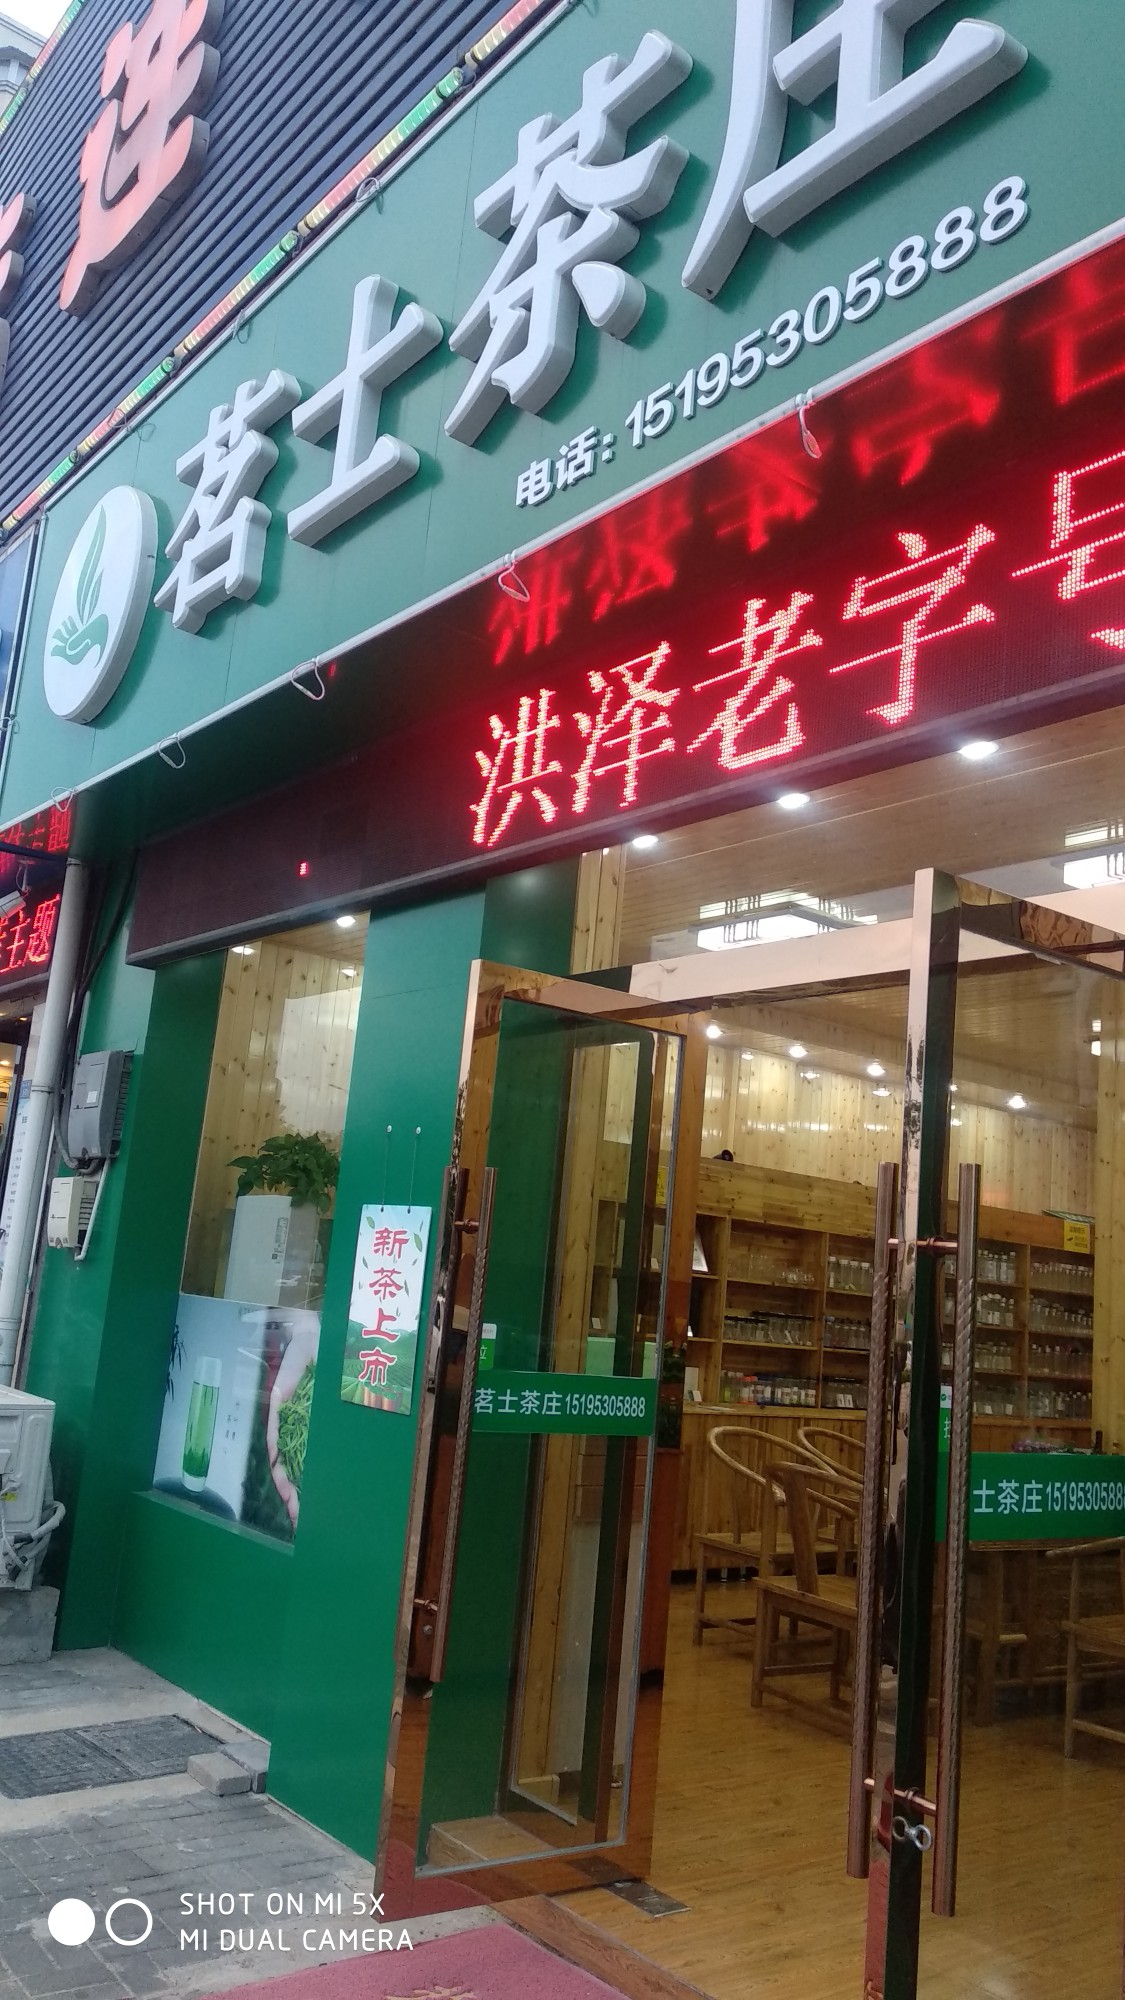 茗士茶庄
电话: 15195305888
洪泽老字号
主题
新茶上市
茗士茶庄15195305888
士茶庄1519530588
SHOT ON MI 5X
MI DUAL CAMERA